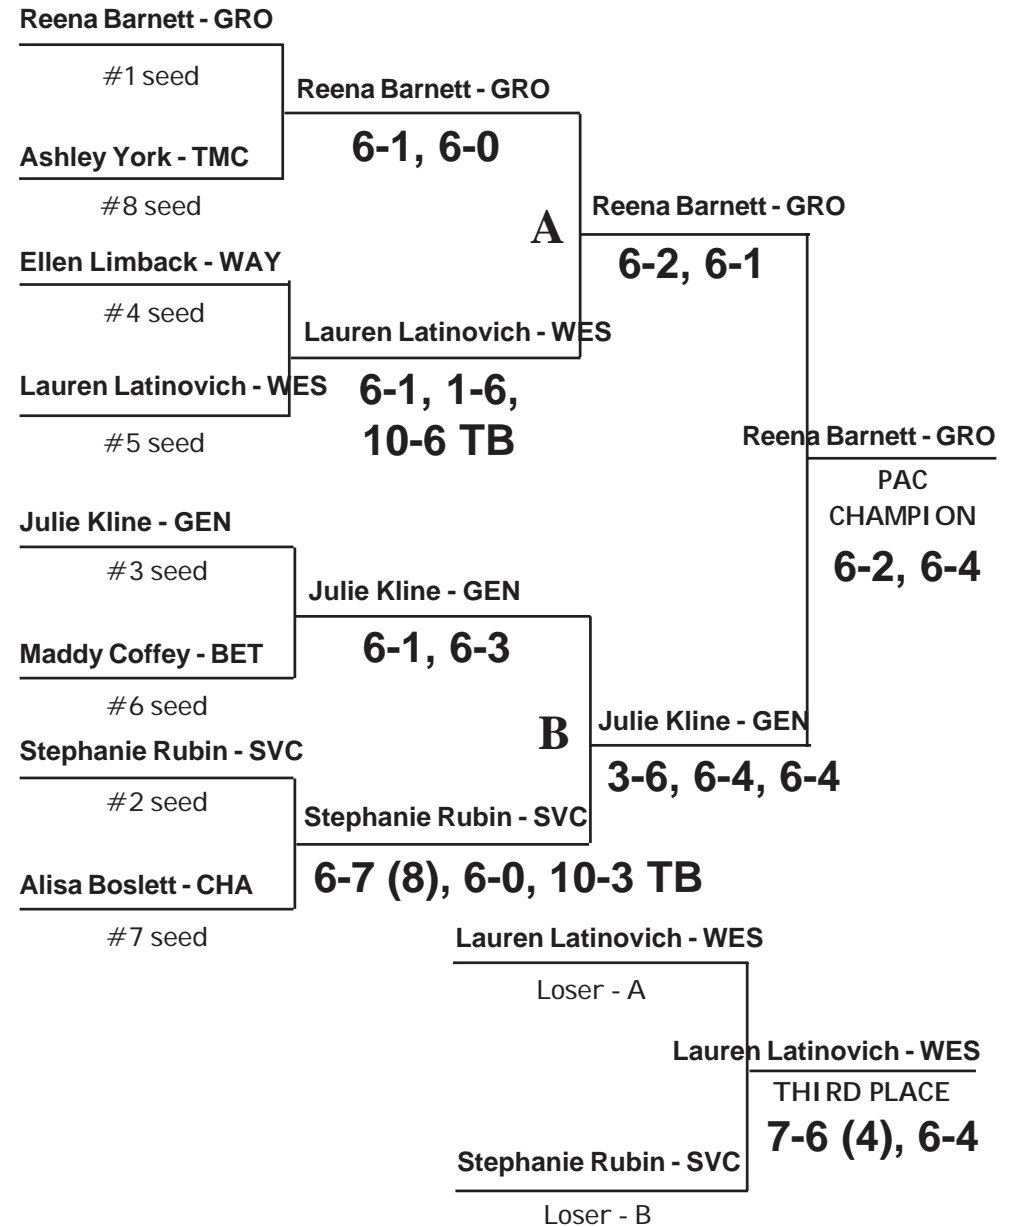 Reena Barnett - GRO
#1 seed
Reena Barnett - GRO
6-1, 6-0
Ashley York - TMC
#8 seed
Reena Barnett - GRO
A
6-2, 6-1
Ellen Limback - WAY
#4 seed
Lauren Latinovich - WES
Lauren Latinovich - WES
6-1, 1-6,
10-6 TB
#5 seed
Reena Barnett - GRO
PAC
CHAMPION
6-2, 6-4
Julie Kline - GEN
#3 seed
Julie Kline - GEN
6-1, 6-3
Maddy Coffey - BET
#6 seed
Julie Kline - GEN
B
3-6, 6-4, 6-4
Stephanie Rubin - SVC
#2 seed
Stephanie Rubin - SVC
6-7 (8), 6-0, 10-3 TB
Alisa Boslett - CHA
#7 seed
Lauren Latinovich - WES
Loser - A
Lauren Latinovich - WES
THIRD PLACE
7-6 (4), 6-4
Stephanie Rubin - SVC
Loser - B